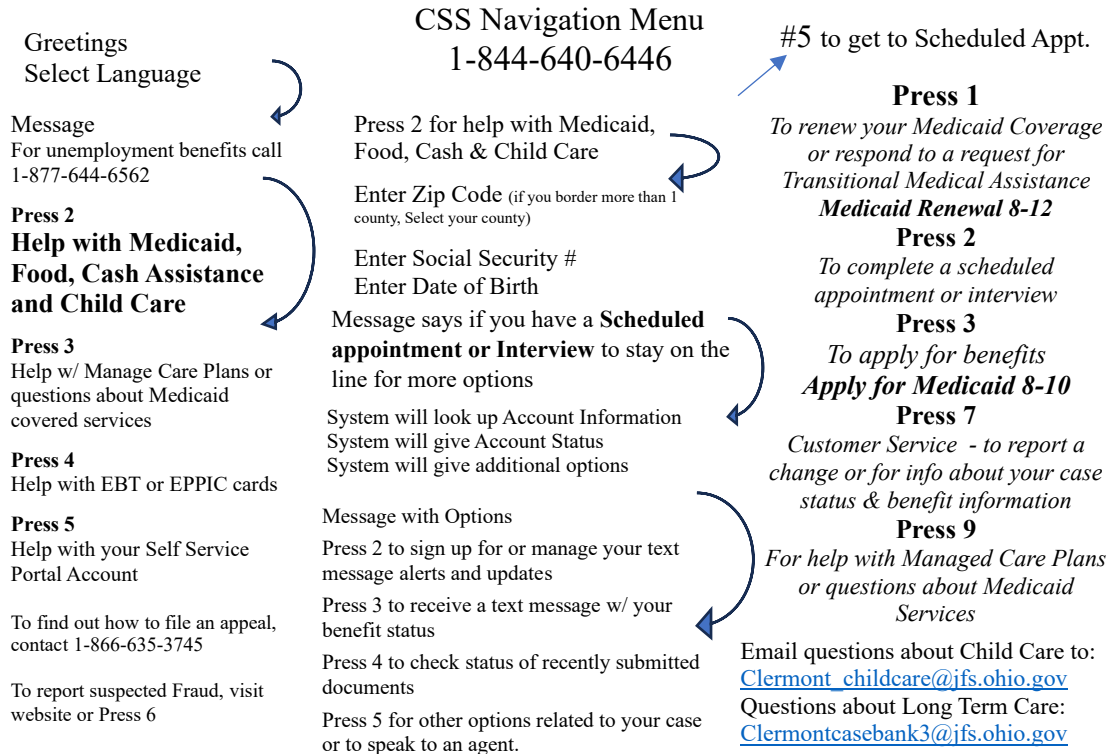 CSS Navigation Menu
1-844-640-6446
Greetings
Select Language
Message
For unemployment benefits call
1-877-644-6562
Press 2
Help with Medicaid,
Food, Cash Assistance
and Child Care
Press 3
Help w/ Manage Care Plans or
questions about Medicaid
covered services
Press 4
Help with EBT or EPPIC cards
Press 5
Help with your Self Service
Portal Account
To find out how to file an appeal,
contact 1-866-635-3745
To report suspected Fraud, visit
website or Press 6
Press 2 for help with Medicaid,
Food, Cash & Child Care
Enter Zip Code (if you border more than 1
county, Select your county)
Enter Social Security #
Enter Date of Birth
Message says if you have a Scheduled
appointment or Interview to stay on the
line for more options
System will look up Account Information
System will give Account Status
System will give additional options
Message with Options
Press 2 to sign up for or manage your text
message alerts and updates
Press 3 to receive a text message w/ your
benefit status
Press 4 to check status of recently submitted
documents
Press 5 for other options related to your case
or to speak to an agent.
#5 to get to Scheduled Appt.
Press 1
To renew your Medicaid Coverage
or respond to a request for
Transitional Medical Assistance
Medicaid Renewal 8-12
Press 2
To complete a scheduled
appointment or interview
Press 3
To apply for benefits
Apply for Medicaid 8-10
Press 7
Customer Service - to report a
change or for info about your case
status & benefit information
Press 9
For help with Managed Care Plans
or questions about Medicaid
Services
Email questions about Child Care to:
Clermont_childcare@jfs.ohio.gov
Questions about Long Term Care:
Clermontcasebank3@jfs.ohio.gov